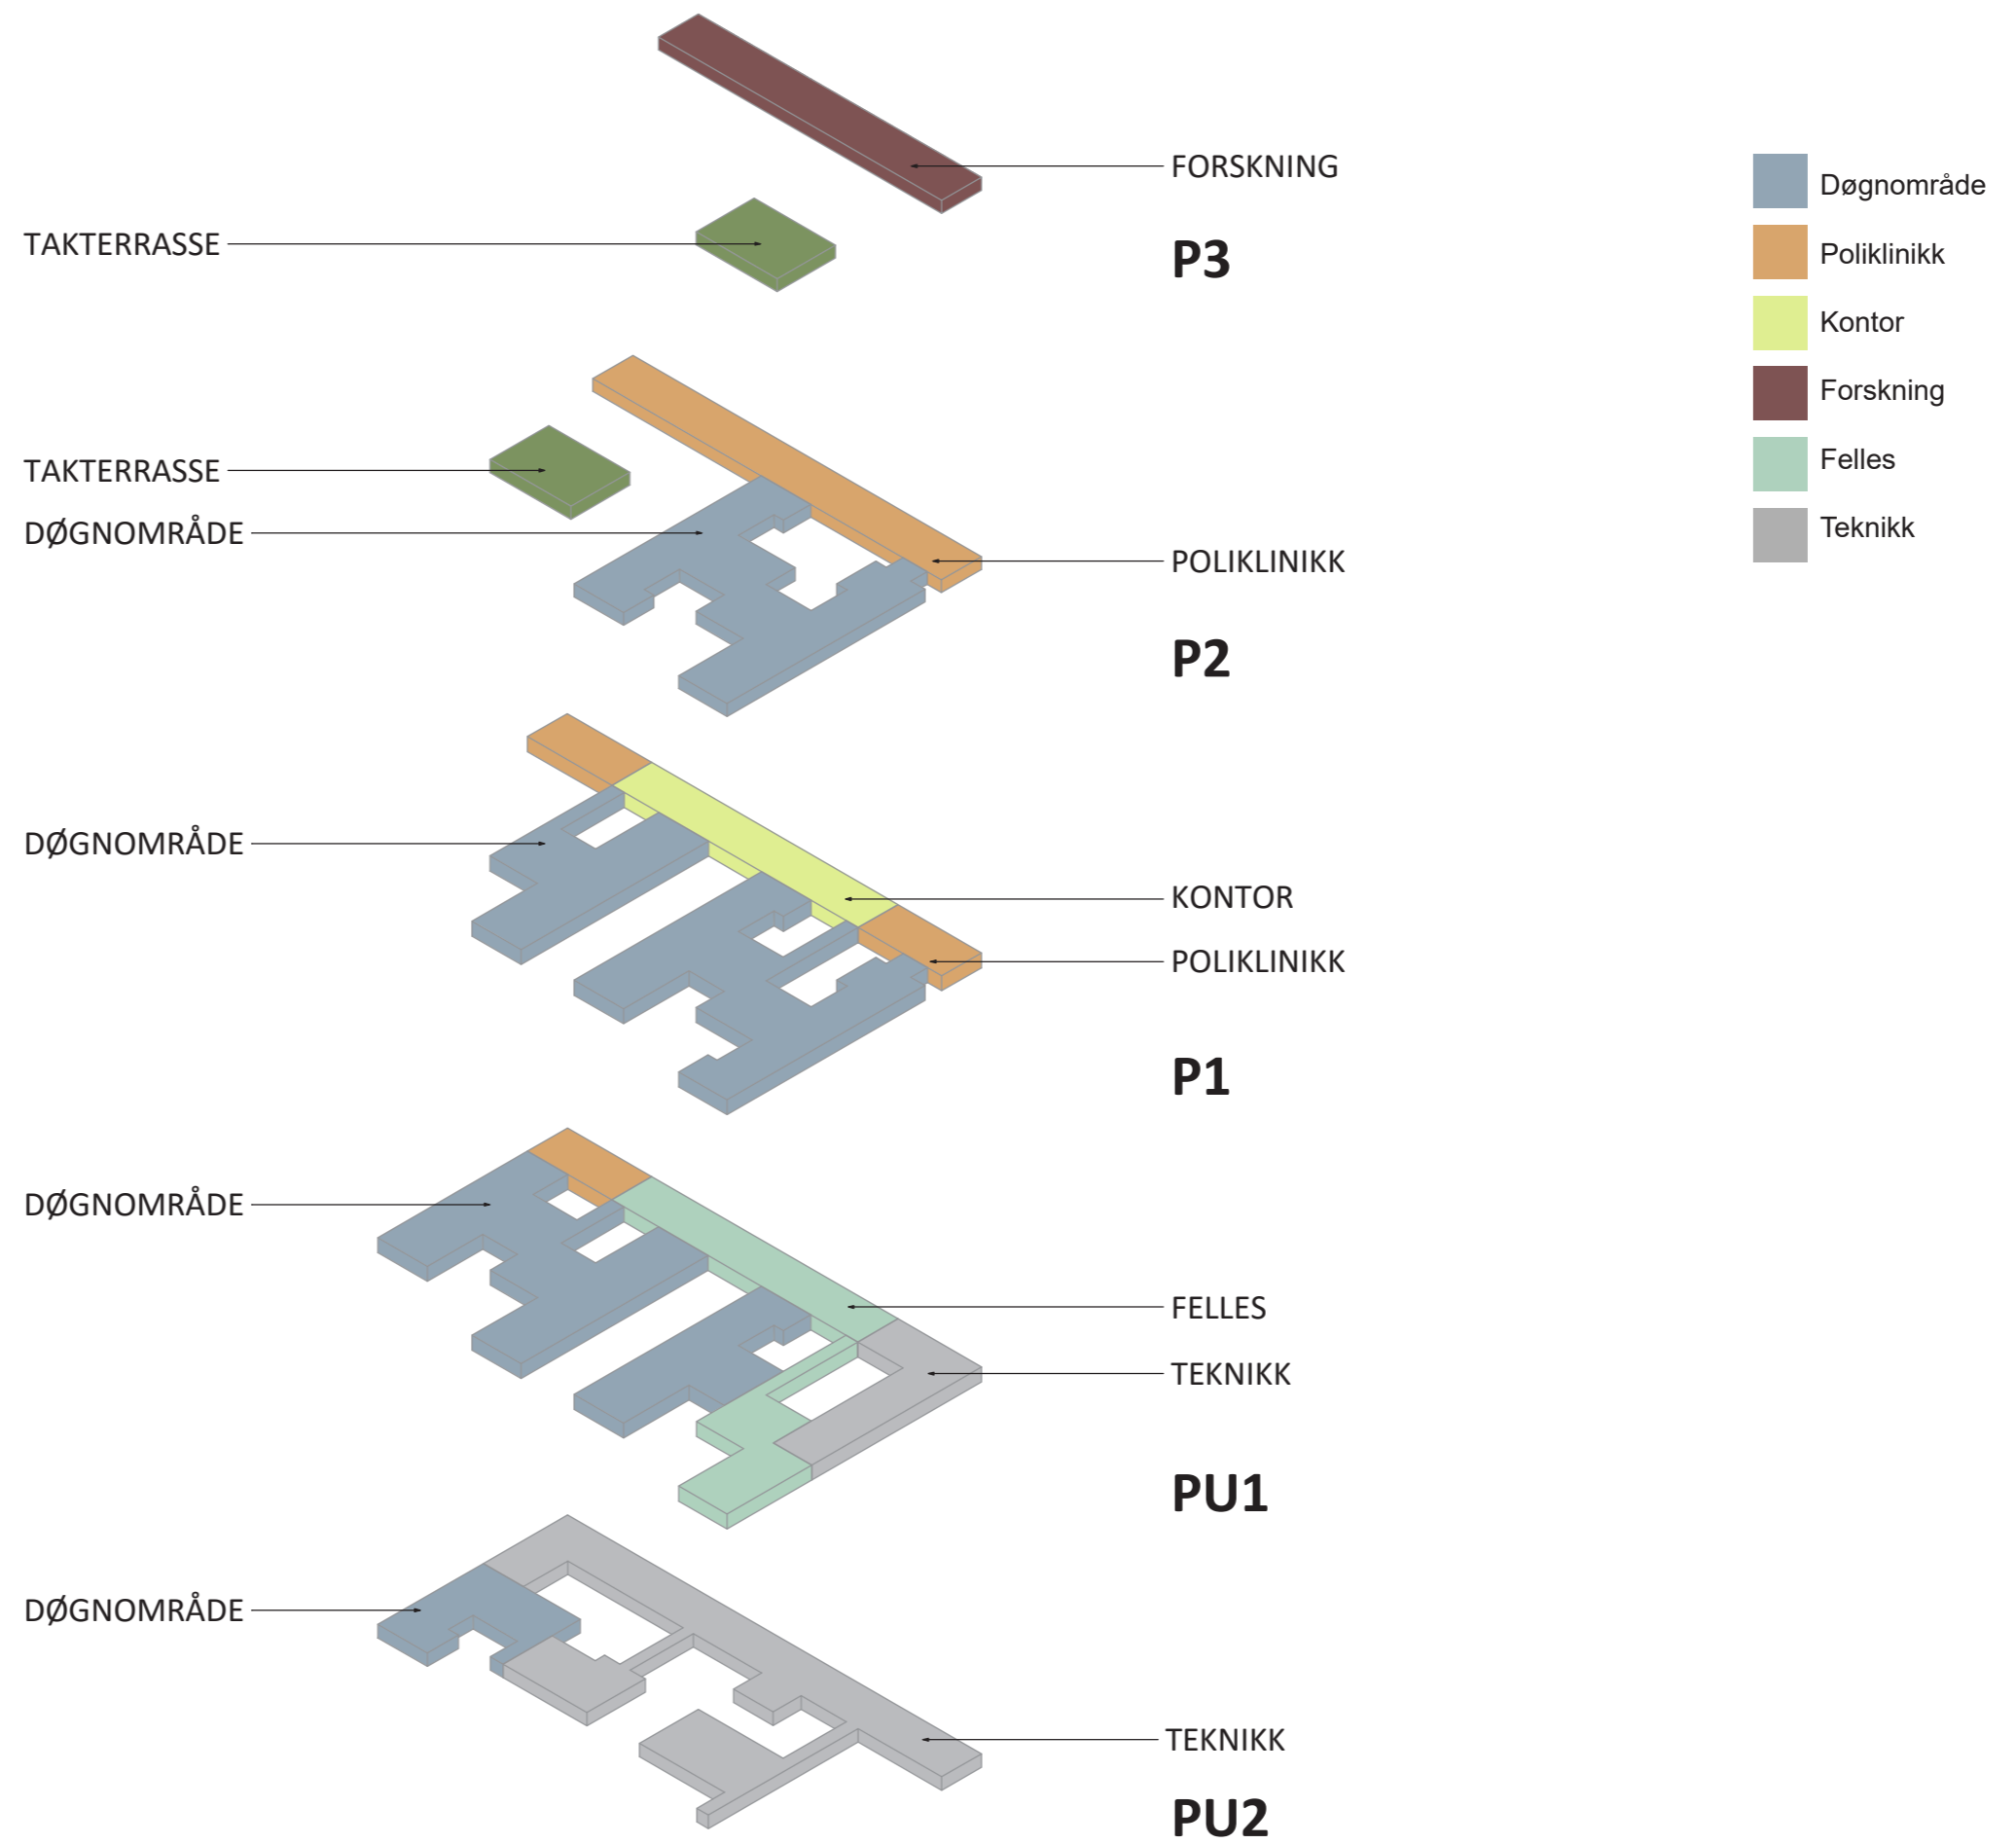 FORSKNING
TAKTERRASSE
P3
TAKTERRASSE
DØGNOMRÅDE
POLIKLINIKK
P2
DØGNOMRÅDE
KONTOR
POLIKLINIKK
P1
DØGNOMRÅDE
FELLES
TEKNIKK
PU1
DØGNOMRÅDE
TEKNIKK
PU2
Døgnområde
Poliklinikk
Kontor
Forskning
Felles
Teknikk